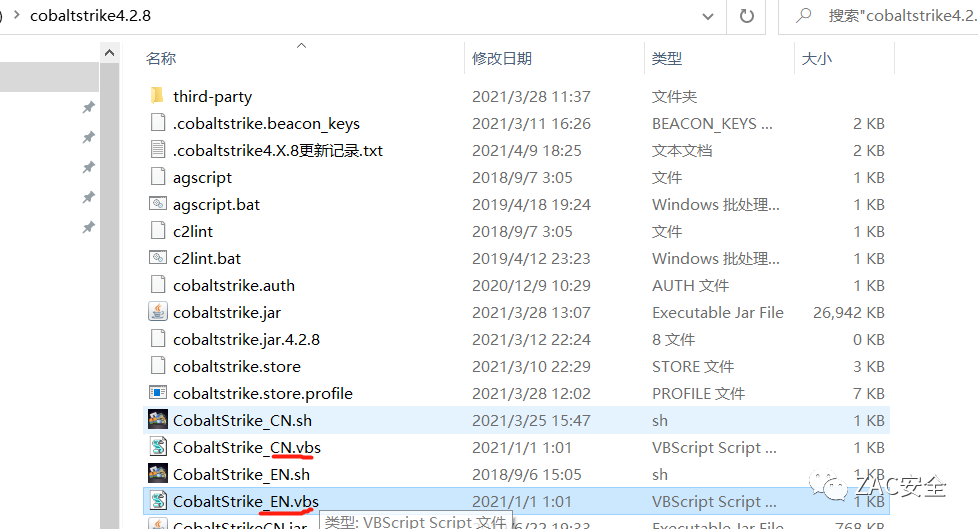 cobaltstrike4.2.8 搜索"cobaltstrike4.2.
名称 修改日期 类型 大小
third-party 2021/3/28 11:37 文件夹
.cobaltstrike.beacon_keys 2021/3/11 16:26 BEACON_KEYS ... 2 KB
.cobaltstrike4.X.8更新记录.txt 2021/4/9 18:25 文本文档 2 KB
agscript 2018/9/7 3:05 文件 1 KB
agscript.bat 2019/4/18 19:24 Windows 批处理... 1 KB
c2lint 2018/9/7 3:05 文件 1 KB
c2lint.bat 2019/4/12 23:23 Windows 批处理... 1 KB
cobaltstrike.auth 2020/12/9 10:29 AUTH 文件 1 KB
cobaltstrike.jar 2021/3/28 13:07 Executable Jar File 26,942 KB
cobaltstrike.jar.4.2.8 2021/3/12 22:24 8 文件 0 KB
cobaltstrike.store 2021/3/10 22:29 STORE 文件 3 KB
cobaltstrike.store.profile 2021/3/28 12:02 PROFILE 文件 7 KB
CobaltStrike_CN.sh 2021/3/25 15:47 sh 1 KB
CobaltStrike_CN.vbs 2021/1/1 1:01 VBScript Script ... 1 KB
CobaltStrike_EN.sh 2018/9/6 15:05 sh 1 KB
ZAC安全
CobaltStrike_EN.vbs 2021/1/1 1:01 VBScript Script ... 1 KB
CobaltStrikeCN.jar 类型: VBScript Script 文件 6/22 19:33 Executable Jar File 768 KB